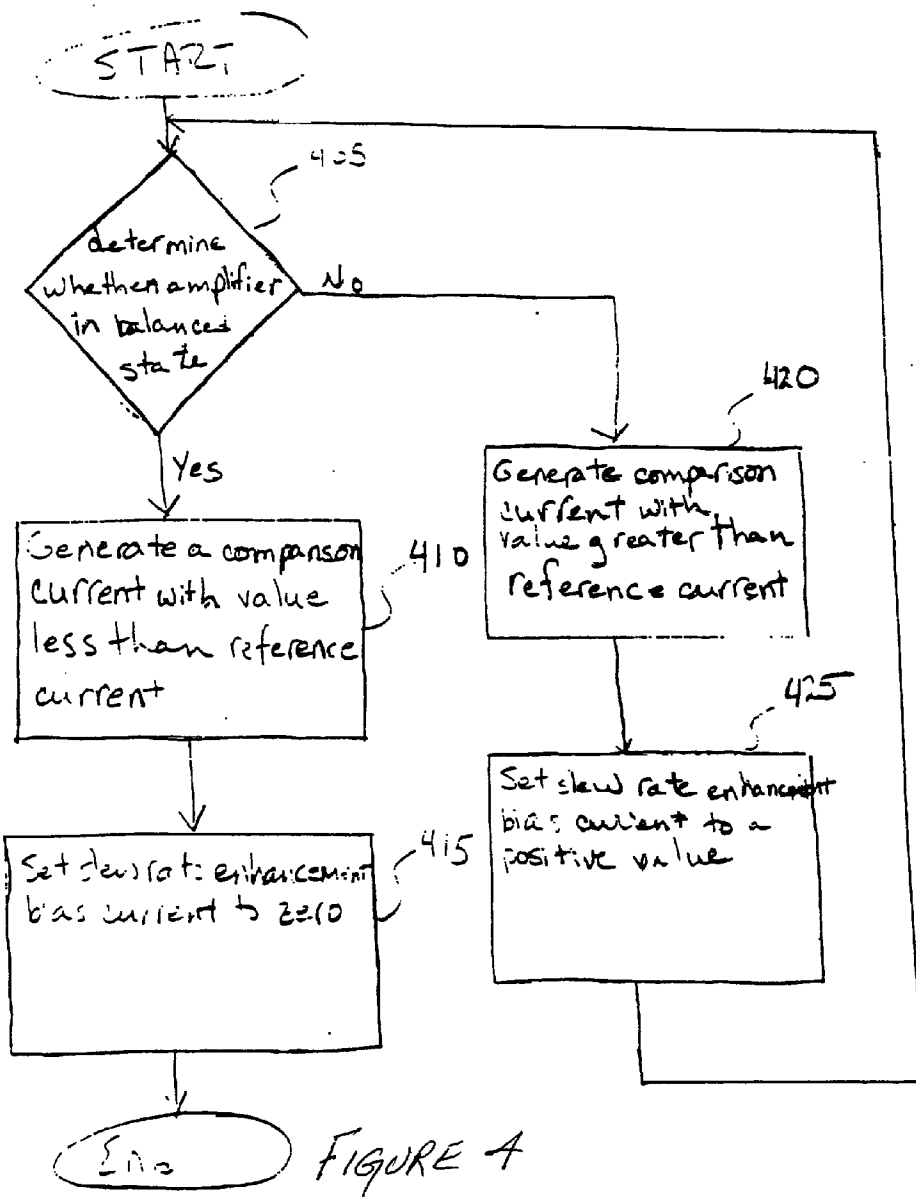 START
405
determine
whether amplifier
in balanced
state
No
Yes
420
Generate comparison
current with
value greater than
reference current
Generate a comparison
current with value
less than reference
current
410
425
Set slew rate enhancement
bias current to a
positive value
Set slew rate enhancement
bias current to zero
415
End
FIGURE 4